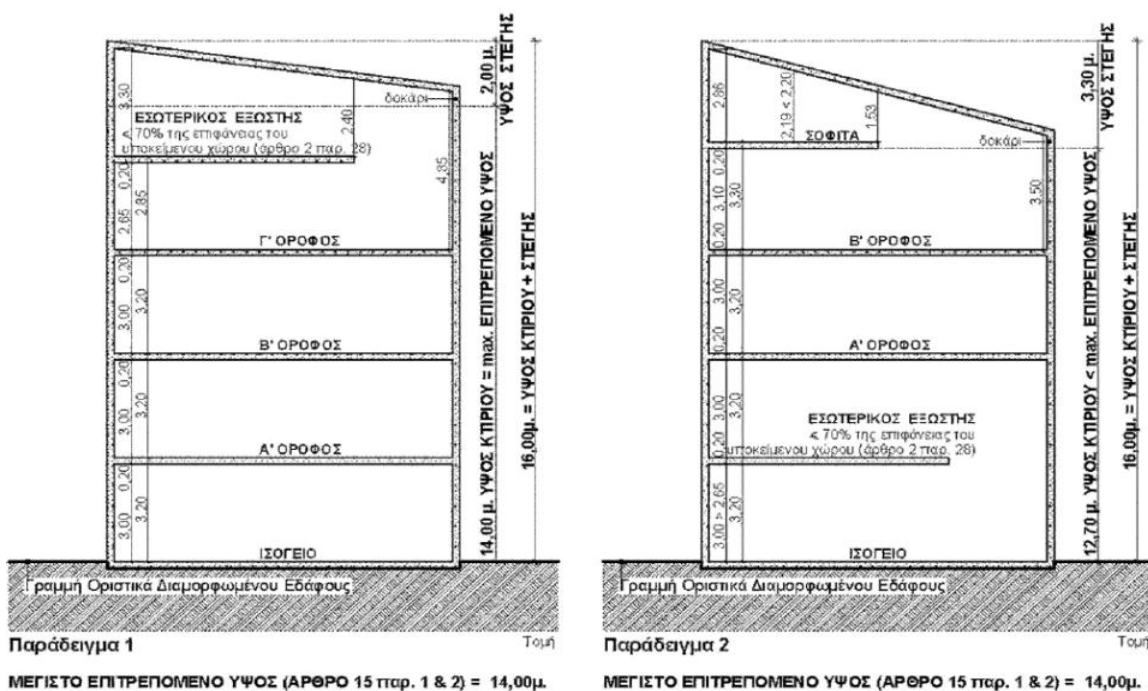 2,00μ.
ΥΨΟΣ ΣΤΕΓΗΣ
δοκάρι
3,30
ΕΣΩΤΕΡΙΚΟΣ ΕΞΩΣΤΗΣ
< 70% της επιφάνειας του
υποκείμενου χώρου (άρθρο 2 παρ. 28)
2,40
4,85
0,20
2,65
2,85
Γ' ΟΡΟΦΟΣ
0,20
3,00
3,20
Β' ΟΡΟΦΟΣ
0,20
3,00
3,20
Α' ΟΡΟΦΟΣ
0,20
3,00
3,20
ΙΣΟΓΕΙΟ
14,00 μ. ΥΨΟΣ ΚΤΙΡΙΟΥ = max. ΕΠΙΤΡΕΠΟΜΕΝΟ ΥΨΟΣ
16,00μ. = ΥΨΟΣ ΚΤΙΡΙΟΥ + ΣΤΕΓΗΣ
Γραμμή Οριστικά Διαμορφωμένου Εδάφους
Παράδειγμα 1
Τομή
ΜΕΓΙΣΤΟ ΕΠΙΤΡΕΠΟΜΕΝΟ ΥΨΟΣ (ΑΡΘΡΟ 15 παρ. 1 & 2) = 14,00μ.
3,30 μ.
ΥΨΟΣ ΣΤΕΓΗΣ
2,86
2,19 < 2,20
1,53
ΣΟΦΙΤΑ
δοκάρι
0,20
3,10
3,30
3,50
0,20
Β' ΟΡΟΦΟΣ
3,00
3,20
0,20
Α' ΟΡΟΦΟΣ
3,00
3,20
0,20
ΕΣΩΤΕΡΙΚΟΣ ΕΞΩΣΤΗΣ
< 70% της επιφάνειας του
υποκείμενου χώρου (άρθρο 2 παρ. 28)
3,00 > 2,65
3,20
ΙΣΟΓΕΙΟ
12,70 μ. ΥΨΟΣ ΚΤΙΡΙΟΥ < max. ΕΠΙΤΡΕΠΟΜΕΝΟ ΥΨΟΣ
16,00μ. = ΥΨΟΣ ΚΤΙΡΙΟΥ + ΣΤΕΓΗΣ
Γραμμή Οριστικά Διαμορφωμένου Εδάφους
Παράδειγμα 2
Τομή
ΜΕΓΙΣΤΟ ΕΠΙΤΡΕΠΟΜΕΝΟ ΥΨΟΣ (ΑΡΘΡΟ 15 παρ. 1 & 2) = 14,00μ.